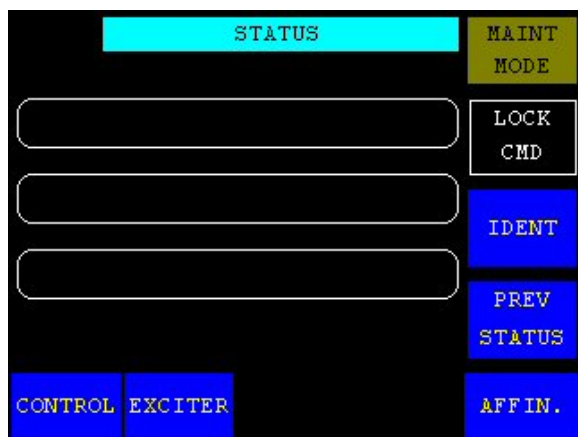 STATUS
MAINT
MODE
LOCK
CMD
IDENT
PREV
STATUS
CONTROL
EXCITER
AFFIN.